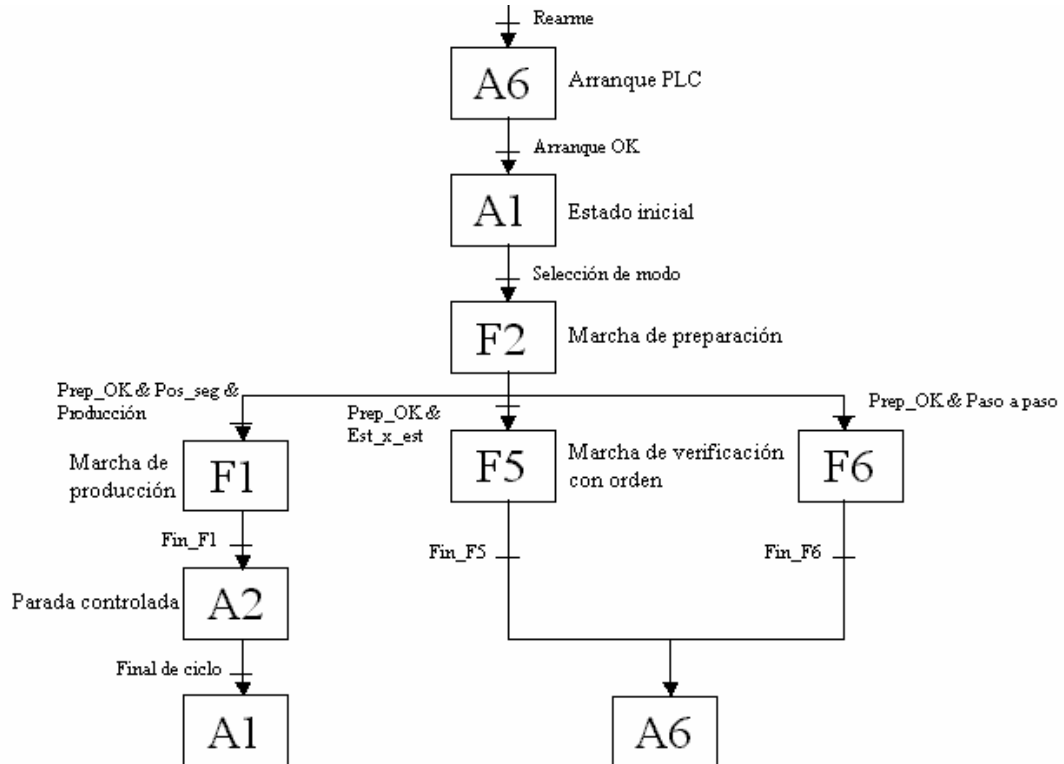 Rearme
A6
Arranque PLC
Arranque OK
A1
Estado inicial
Selección de modo
F2
Marcha de preparación
Prep_OK & Pos_seg &
Producción
Prep_OK &
Est_x_est
Prep_OK & Paso a paso
Marcha de
producción
F1
F5
Marcha de verificación
con orden
F6
Fin_F1
Fin_F5
Fin_F6
Parada controlada
A2
Final de ciclo
A1
A6